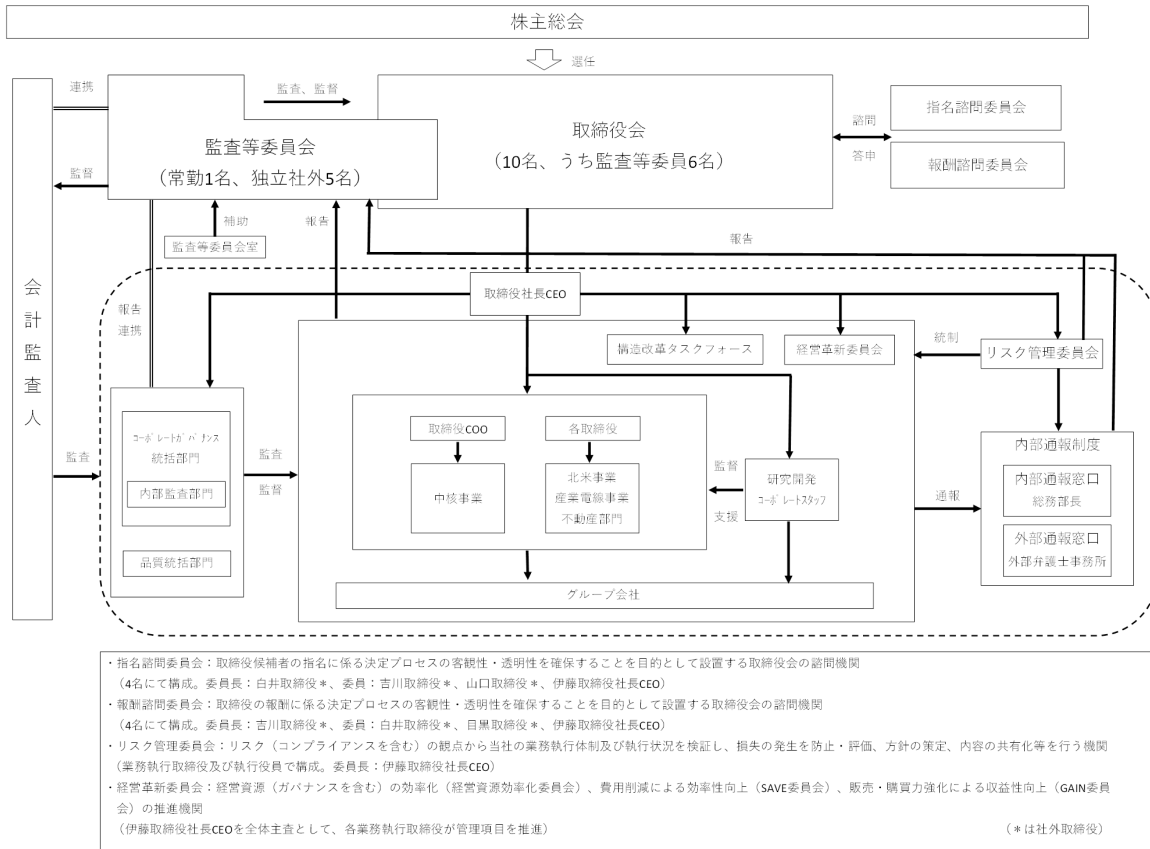 株主総会
選任
連携
監査、監督
監査等委員会
（常勤1名、独立社外5名）
取締役会
（10名、うち監査等委員6名）
諮問
答申
指名諮問委員会
報酬諮問委員会
監督
補助
報告
監査等委員会室
報告
会計監査人
報告
連携
取締役社長CEO
構造改革タスクフォース
経営革新委員会
統制
リスク管理委員会
ｺｰﾎﾟﾚｰﾄｶﾞﾊﾞﾅﾝｽ
統括部門
内部監査部門
品質統括部門
監査
監査
監督
取締役COO
中核事業
各取締役
北米事業
産業電線事業
不動産部門
監督
支援
研究開発
ｺｰﾎﾟﾚｰﾄｽﾀｯﾌ
グループ会社
通報
内部通報制度
内部通報窓口
総務部長
外部通報窓口
外部弁護士事務所
・指名諮問委員会：取締役候補者の指名に係る決定プロセスの客観性・透明性を確保することを目的として設置する取締役会の諮問機関
（4名にて構成。委員長：白井取締役＊、委員：吉川取締役＊、山口取締役＊、伊藤取締役社長CEO）
・報酬諮問委員会：取締役の報酬に係る決定プロセスの客観性・透明性を確保することを目的として設置する取締役会の諮問機関
（4名にて構成。委員長：吉川取締役＊、委員：白井取締役＊、目黒取締役＊、伊藤取締役社長CEO）
・リスク管理委員会：リスク（コンプライアンスを含む）の観点から当社の業務執行体制及び執行状況を検証し、損失の発生を防止・評価、方針の策定、内容の共有化等を行う機関
（業務執行取締役及び執行役員で構成。委員長：伊藤取締役社長CEO）
・経営革新委員会：経営資源（ガバナンスを含む）の効率化（経営資源効率化委員会）、費用削減による効率性向上（SAVE委員会）、販売・購買力強化による収益性向上（GAIN委員
会）の推進機関
（伊藤取締役社長CEOを全体主査として、各業務執行取締役が管理項目を推進）
（＊は社外取締役）